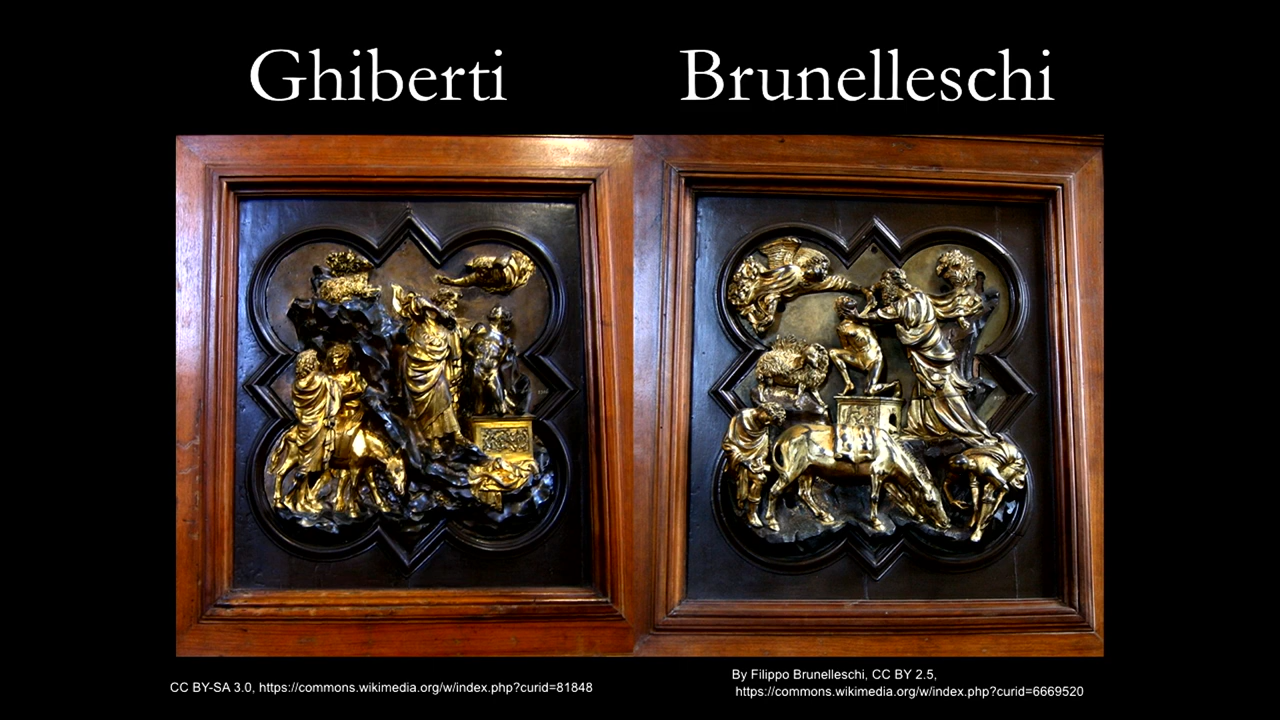 Ghiberti
Brunelleschi
CC BY-SA 3.0, https://commons.wikimedia.org/w/index.php?curid=81848
By Filippo Brunelleschi, CC BY 2.5,
https://commons.wikimedia.org/w/index.php?curid=6669520